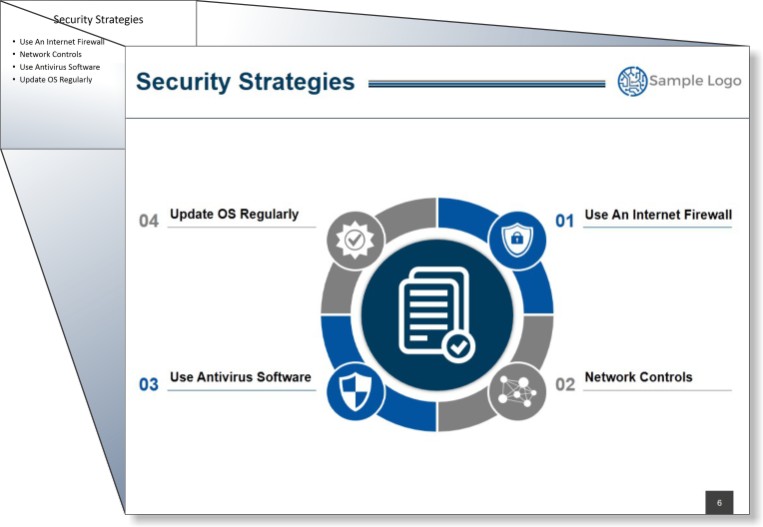 Security Strategies
• Use An Internet Firewall
• Network Controls
• Use Antivirus Software
• Update OS Regularly
Security Strategies
Sample Logo
04 Update OS Regularly
01 Use An Internet Firewall
03 Use Antivirus Software
02 Network Controls
6